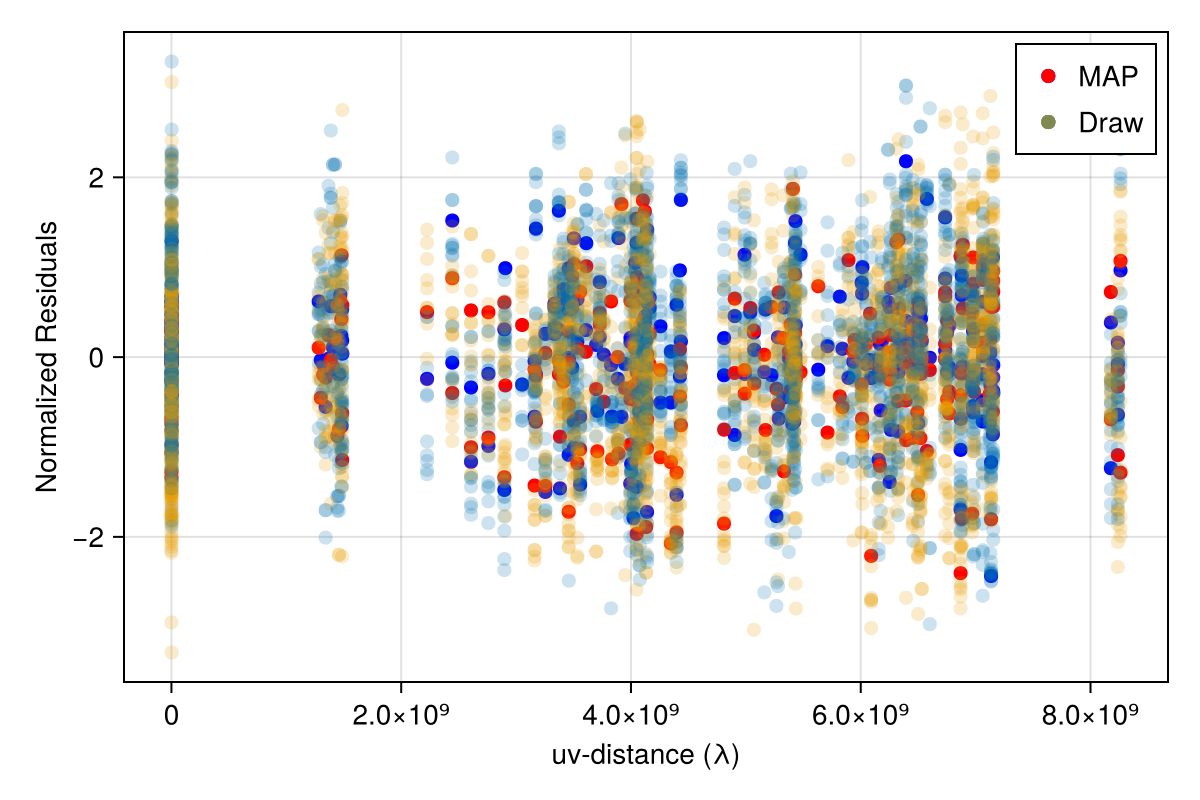 MAP
Draw
2
0
−2
Normalized Residuals
0
2.0×10⁹
4.0×10⁹
6.0×10⁹
8.0×10⁹
uv-distance (λ)